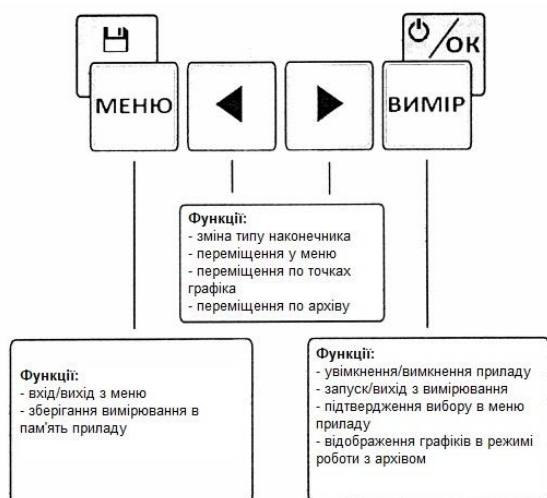 /ОК
МЕНЮ
ВИМІР
Функції:
- зміна типу наконечника
- переміщення у меню
- переміщення по точках
графіка
- переміщення по архіву
Функції:
- вхід/вихід з меню
- зберігання вимірювання в
пам'ять приладу
Функції:
- увімкнення/вимкнення приладу
- запуск/вихід з вимірювання
- підтвердження вибору в меню
приладу
- відображення графіків в режимі
роботи з архівом